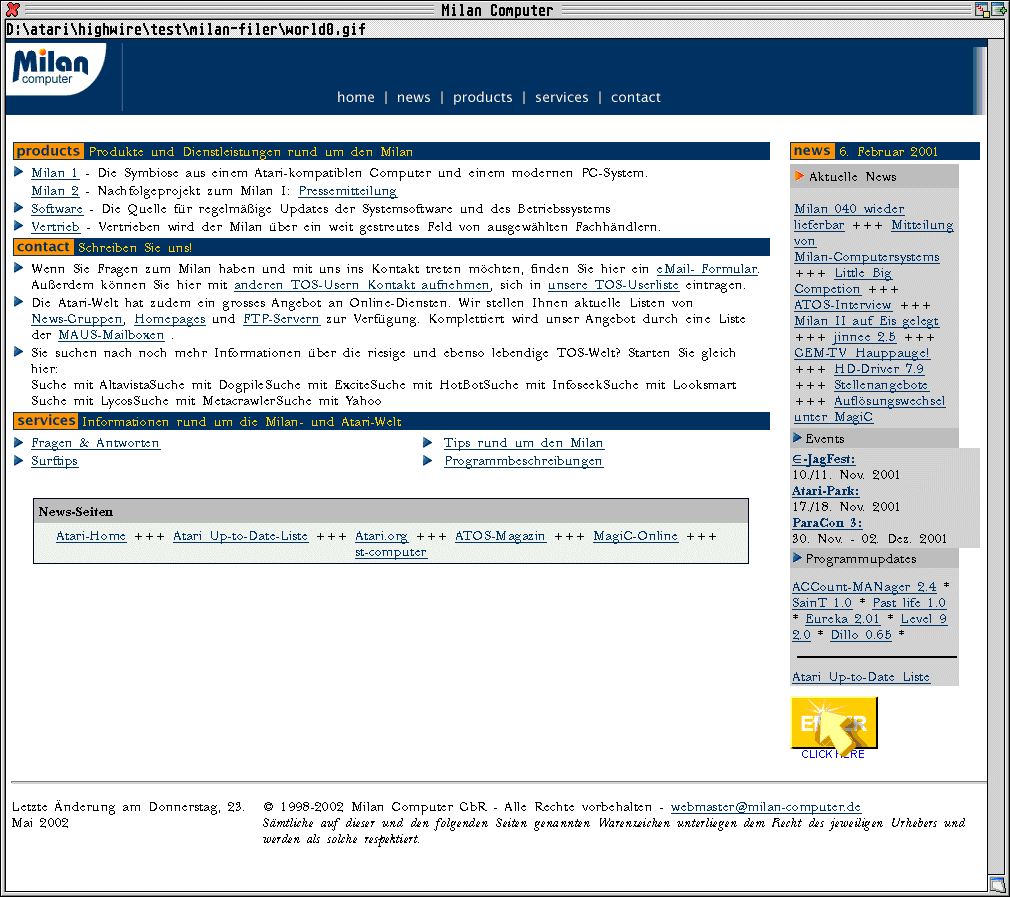 Milan Computer
D:\atari\highwire\test\milan-filer\world0.gif
Milan
computer
home | news | products | services | contact
products Produkte und Dienstleistungen rund um den Milan
Milan 1 - Die Symbiose aus einem Atari-kompatiblen Computer und einem modernen PC-System.
Milan 2 - Nachfolgeprojekt zum Milan I: Pressemitteilung
Software - Die Quelle für regelmäßige Updates der Systemsoftware und des Betriebssystems
Vertrieb - Vertrieben wird der Milan über ein weit gestreutes Feld von ausgewählten Fachhändlern.
contact Schreiben Sie uns!
Wenn Sie Fragen zum Milan haben und mit uns ins Kontakt treten möchten, finden Sie hier ein eMail- Formular.
Außerdem können Sie hier mit anderen TOS-Usern Kontakt aufnehmen, sich in unsere TOS-Userliste eintragen.
Die Atari-Welt hat zudem ein grosses Angebot an Online-Diensten. Wir stellen Ihnen aktuelle Listen von
News-Gruppen, Homepages und FTP-Servern zur Verfügung. Komplettiert wird unser Angebot durch eine Liste
der MAUS-Mailboxen .
Sie suchen nach noch mehr Informationen über die riesige und ebenso lebendige TOS-Welt? Starten Sie gleich
hier:
Suche mit AltavistaSuche mit DogpileSuche mit ExciteSuche mit HotBotSuche mit InfoseekSuche mit Looksmart
Suche mit LycosSuche mit MetacrawlerSuche mit Yahoo
services Informationen rund um die Milan- und Atari-Welt
Fragen & Antworten
Tips rund um den Milan
Surftips
Programmbeschreibungen
News-Seiten
Atari-Home +++ Atari Up-to-Date-Liste +++ Atari.org +++ ATOS-Magazin +++ MagiC-Online +++
st-computer
news 6. Februar 2001
Aktuelle News
Milan 040 wieder
lieferbar +++ Mitteilung
von
Milan-Computersystems
+++ Little Big
Competion +++
ATOS-Interview +++
Milan II auf Eis gelegt
+++ jinnee 2.5 +++
GEM-TV Hauppauge!
+++ HD-Driver 7.9
+++ Stellenangebote
+++ Auflösungswechsel
unter MagiC
Events
∈-JagFest:
10./11. Nov. 2001
Atari-Park:
17./18. Nov. 2001
ParaCon 3:
30. Nov. - 02. Dez. 2001
Programmupdates
ACCount-MANager 2.4 *
SainT 1.0 * Past life 1.0
* Eureka 2.01 * Level 9
2.0 * Dillo 0.65 *
Atari Up-to-Date Liste
ENTER
CLICK HERE
Letzte Änderung am Donnerstag, 23.
Mai 2002
© 1998-2002 Milan Computer GbR - Alle Rechte vorbehalten - webmaster@milan-computer.de
Sämtliche auf dieser und den folgenden Seiten genannten Warenzeichen unterliegen dem Recht des jeweiligen Urhebers und
werden als solche respektiert.